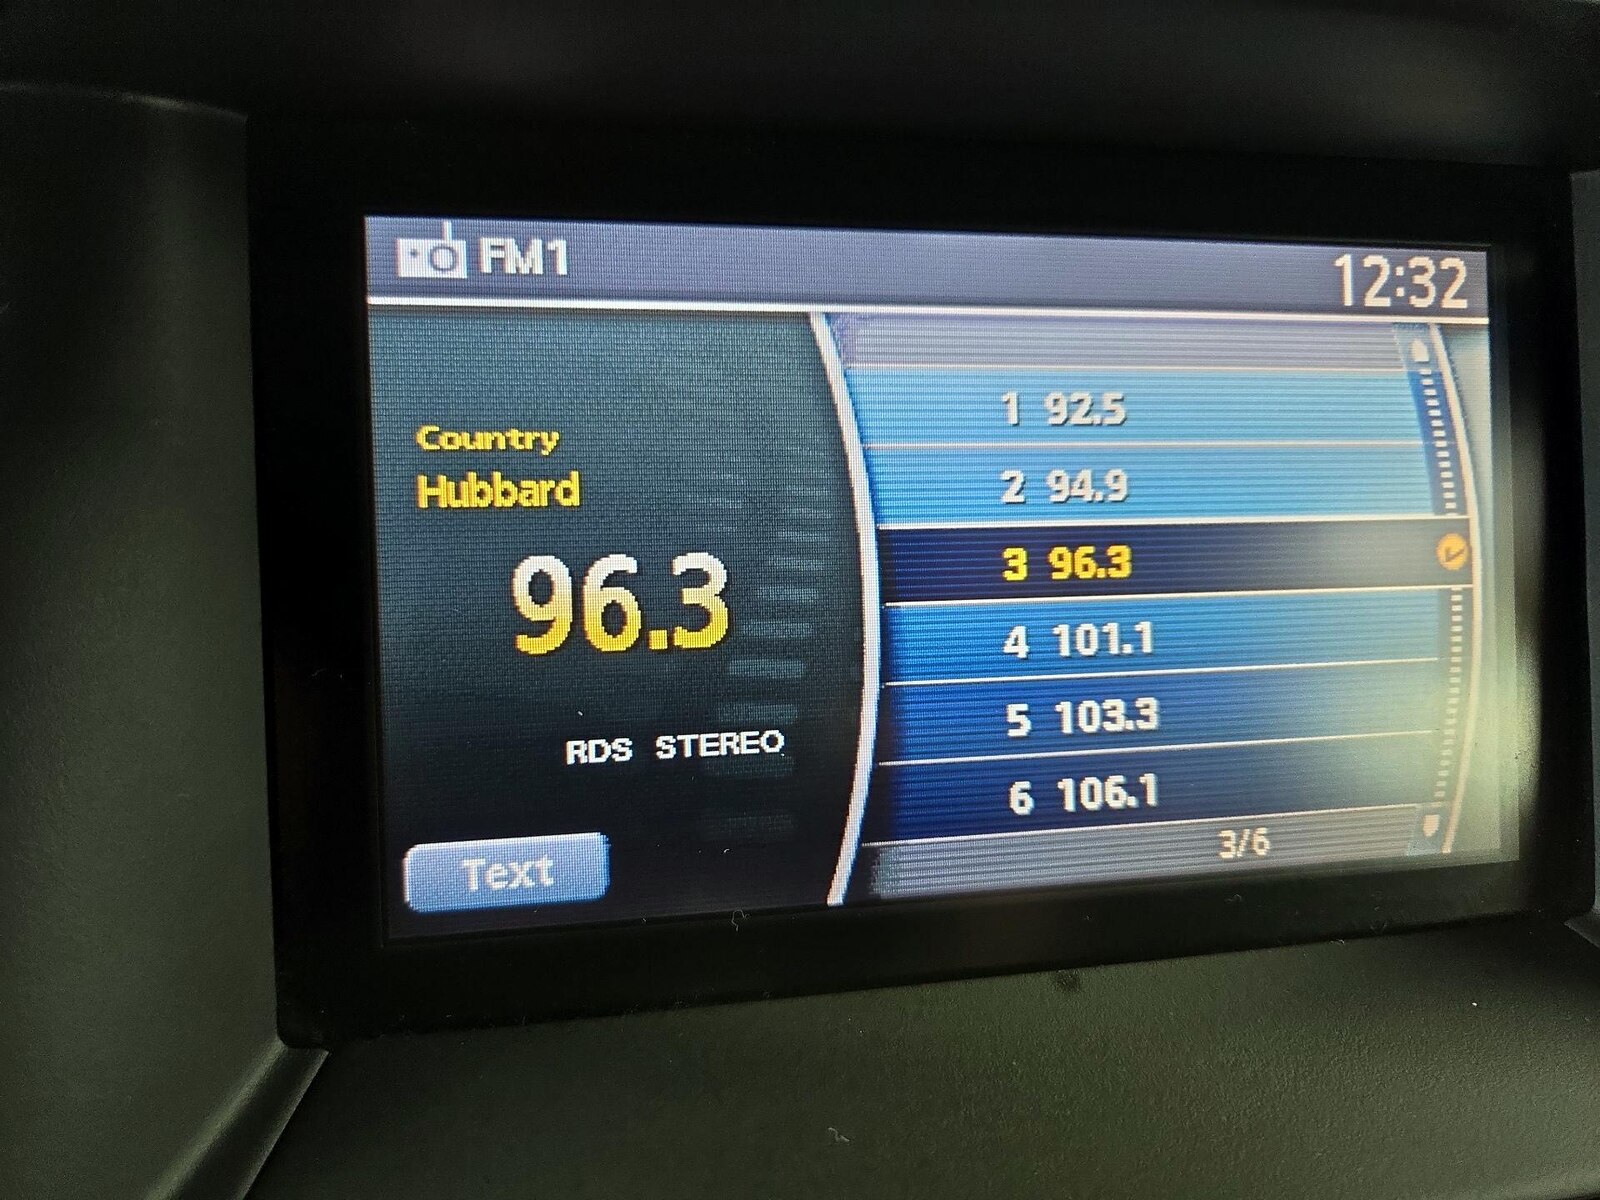 FM1
12:32
Country
Hubbard
96.3
RDS STEREO
Text
1 92.5
2 94.9
3 96.3
4 101.1
5 103.3
6 106.1
3/6